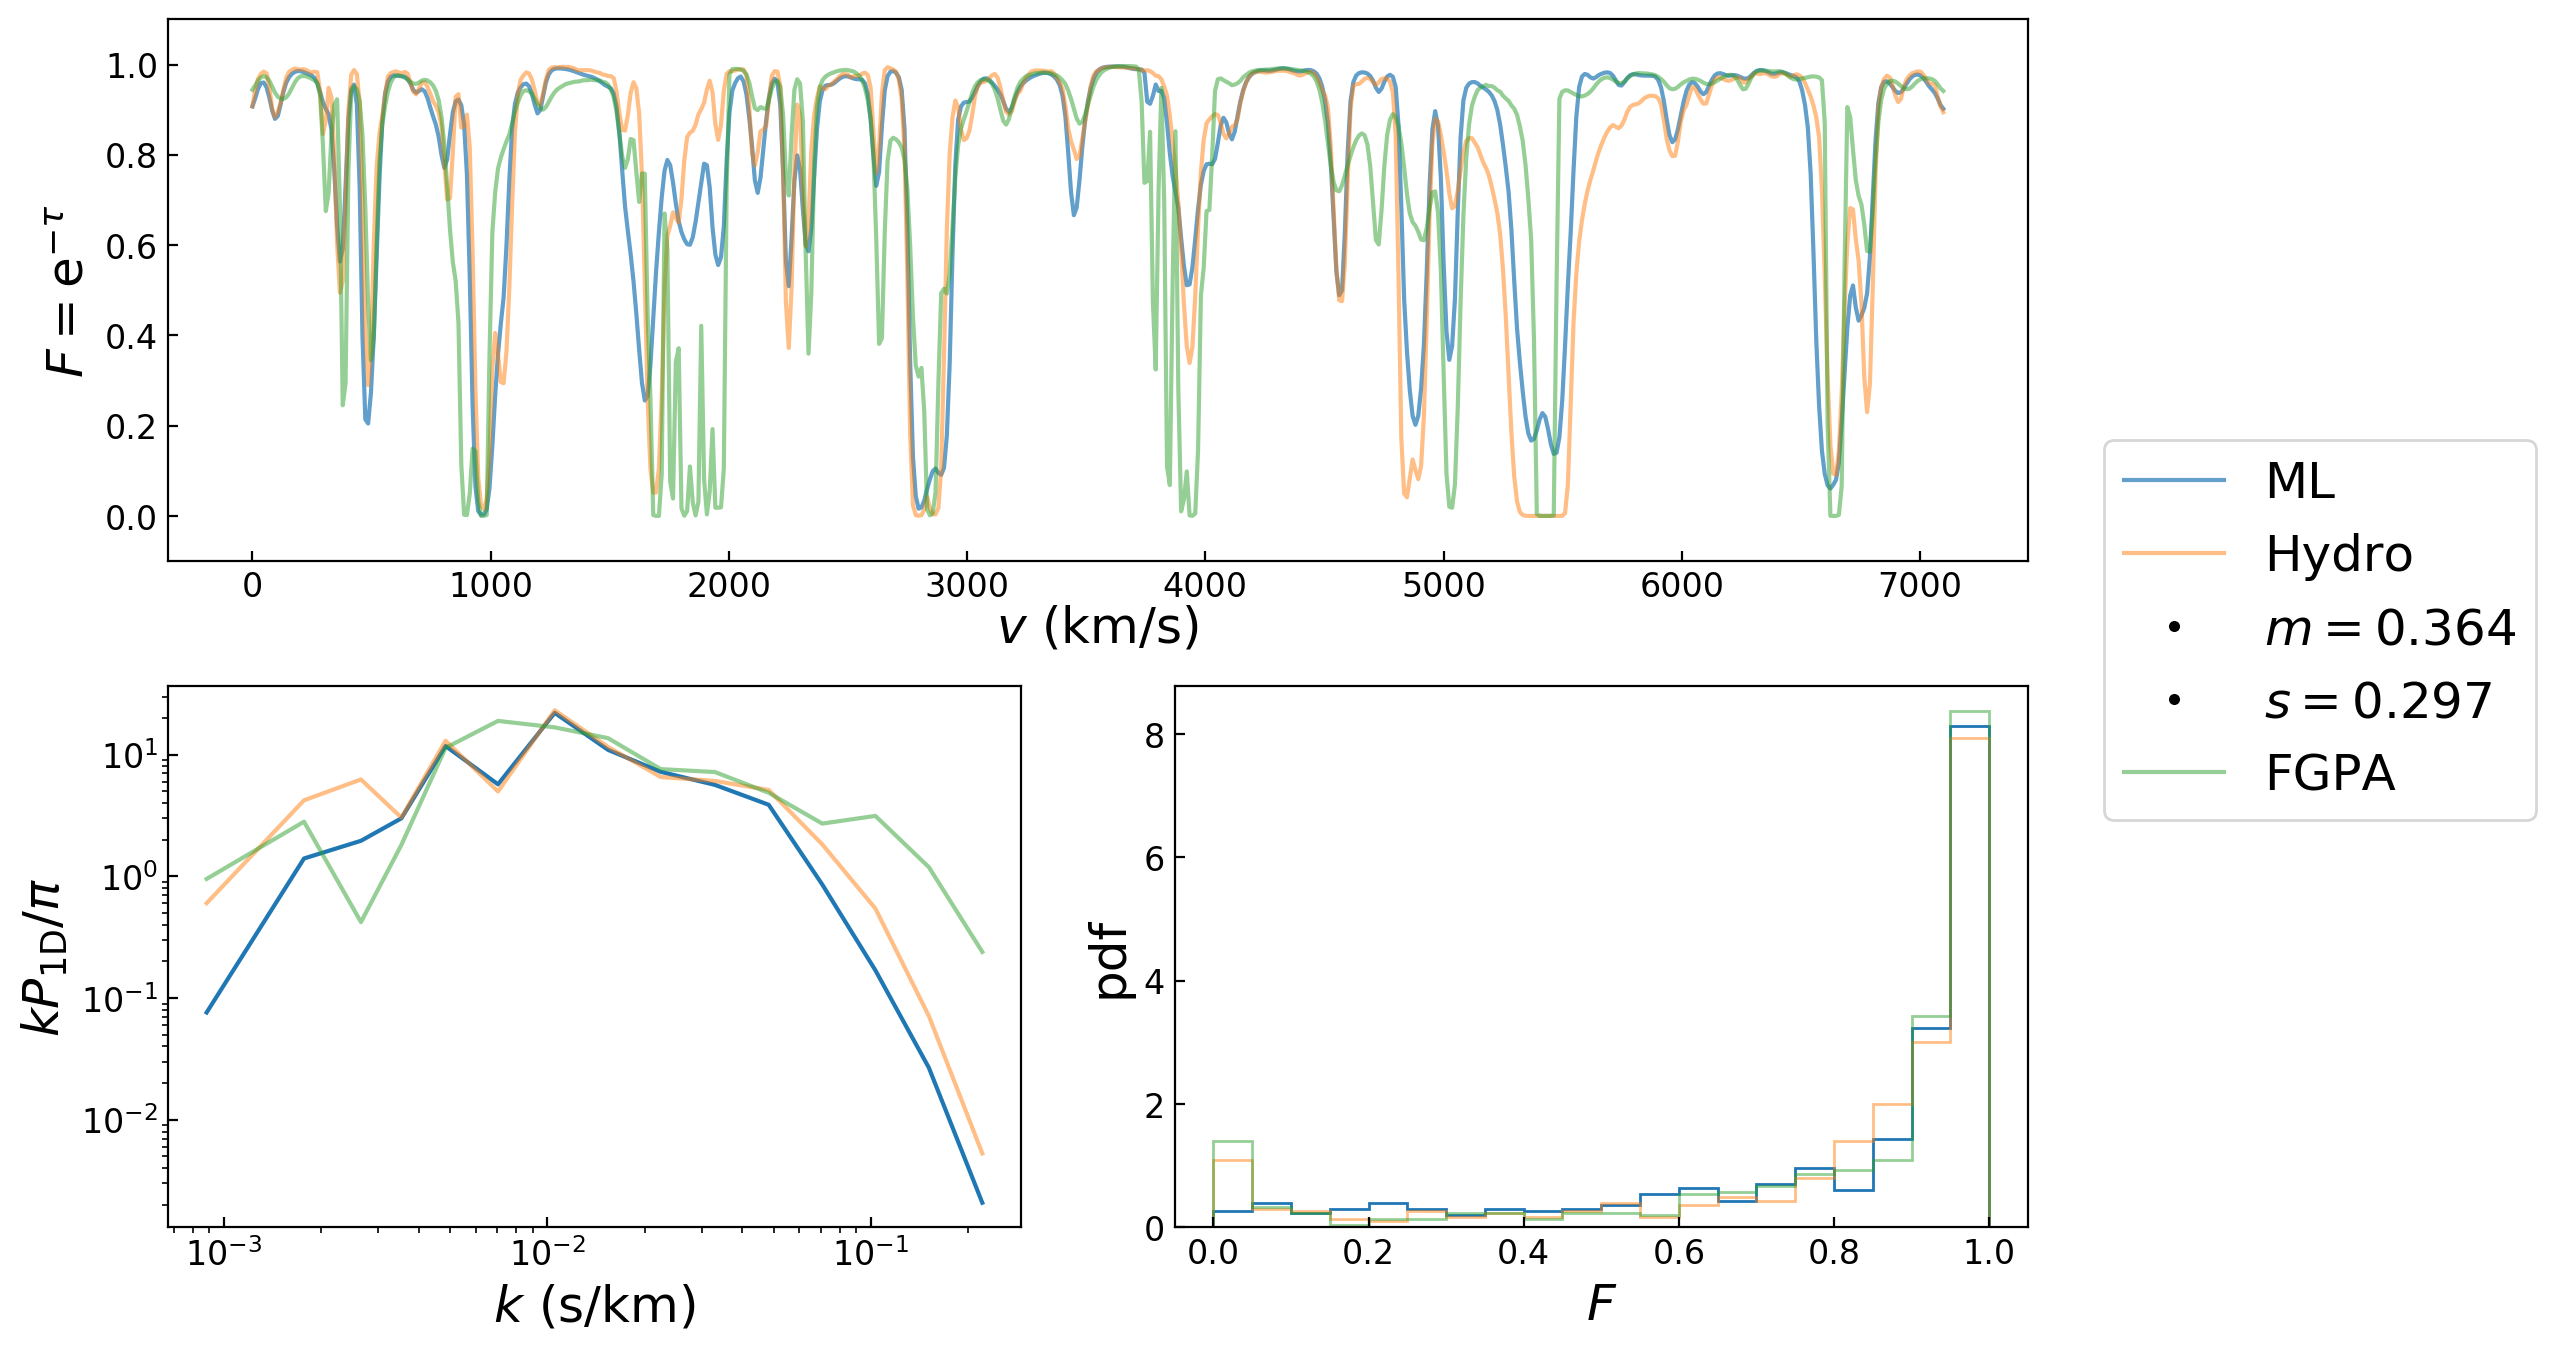 F = e^{−τ}
1.0
0.8
0.6
0.4
0.2
0.0
0 1000 2000 3000 4000 5000 6000 7000
v (km/s)
ML
Hydro
m = 0.364
s = 0.297
FGPA
kP_{1D}/π
10^1
10^0
10^{−1}
10^{−2}
10^{−3} 10^{−2} 10^{−1}
k (s/km)
pdf
8
6
4
2
0
0.0 0.2 0.4 0.6 0.8 1.0
F